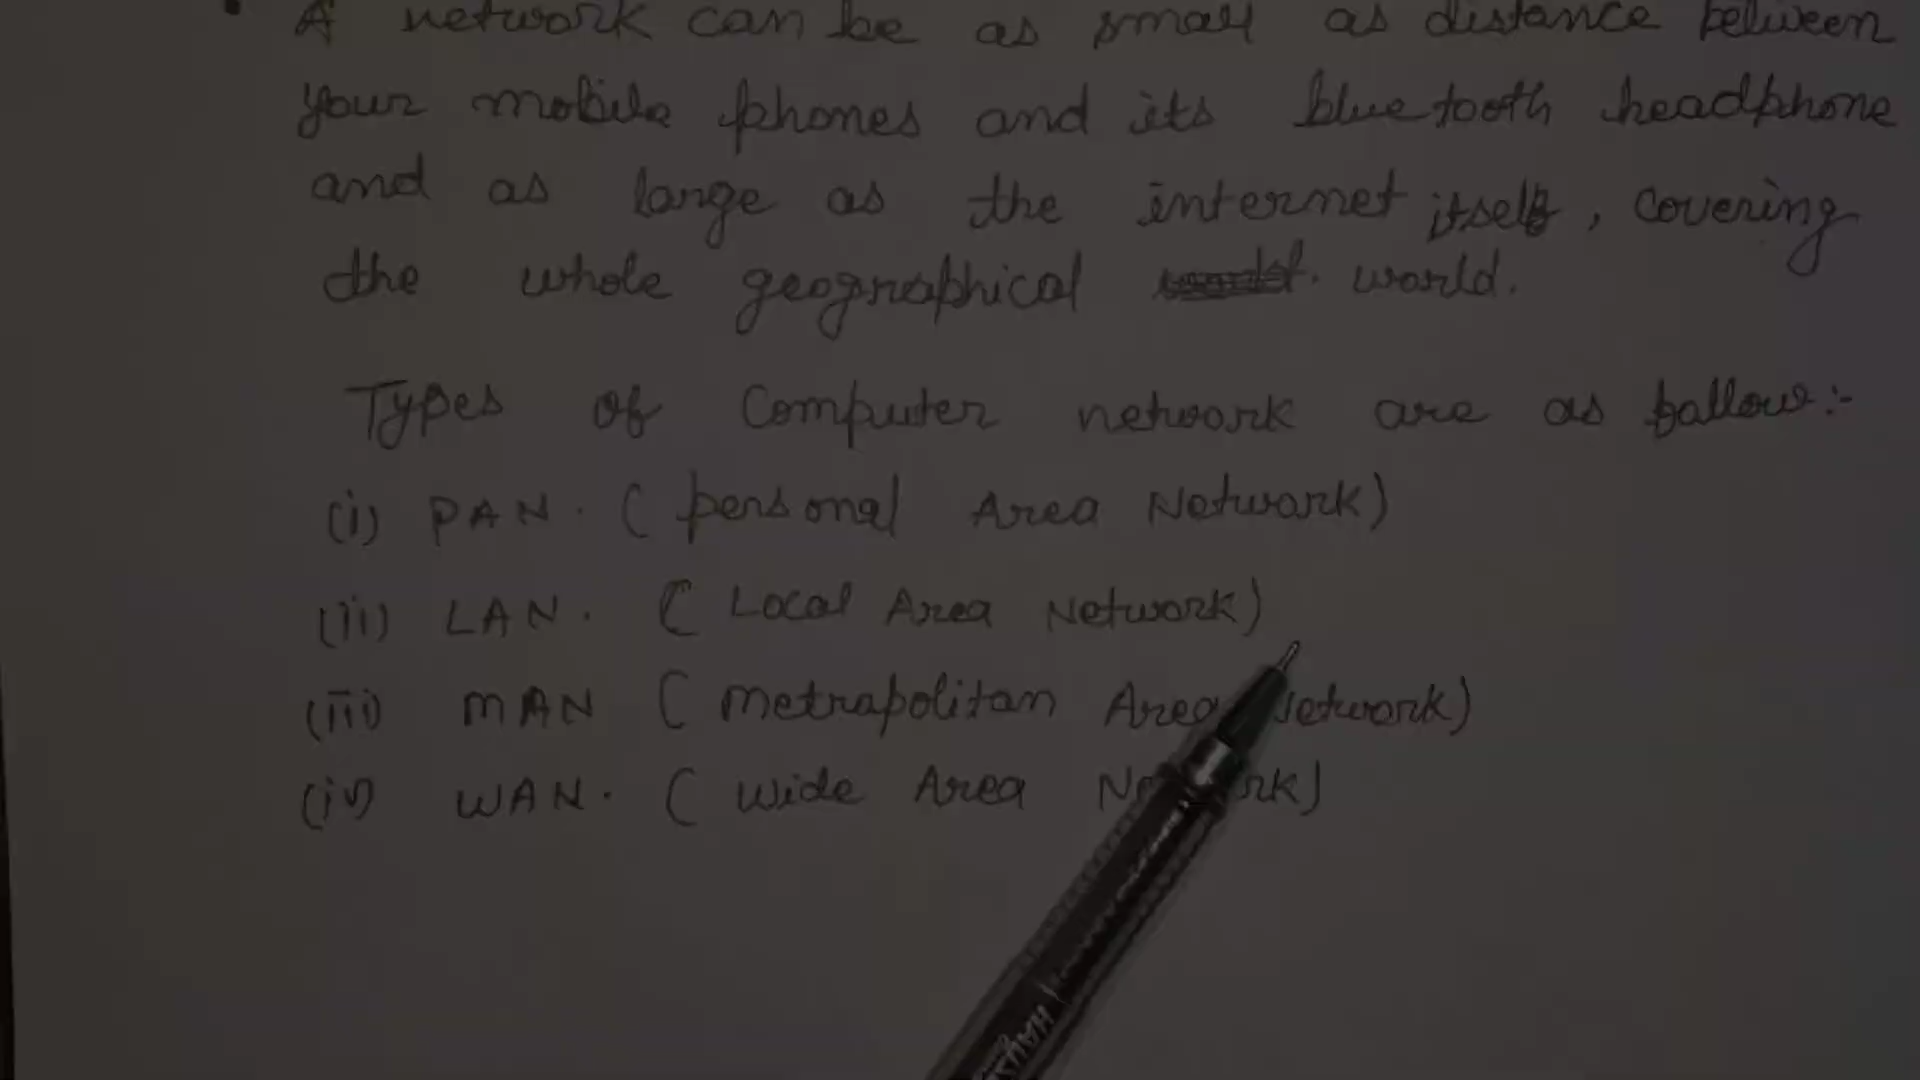 • A network can be as small as distance between
your mobile phones and its bluetooth headphone
and as large as the internet itself, covering
the whole geographical world.
Types of Computer network are as follow:-
(i) PAN. (personal Area Network)
(ii) LAN. (Local Area Network)
(iii) MAN (Metrapolitan Area Network)
(iv) WAN. (Wide Area Network)